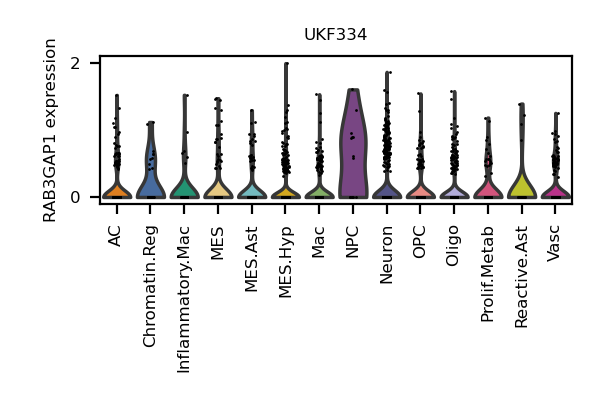 UKF334
RAB3GAP1 expression
2
0
AC
Chromatin.Reg
Inflammatory.Mac
MES
MES.Ast
MES.Hyp
Mac
NPC
Neuron
OPC
Oligo
Prolif.Metab
Reactive.Ast
Vasc